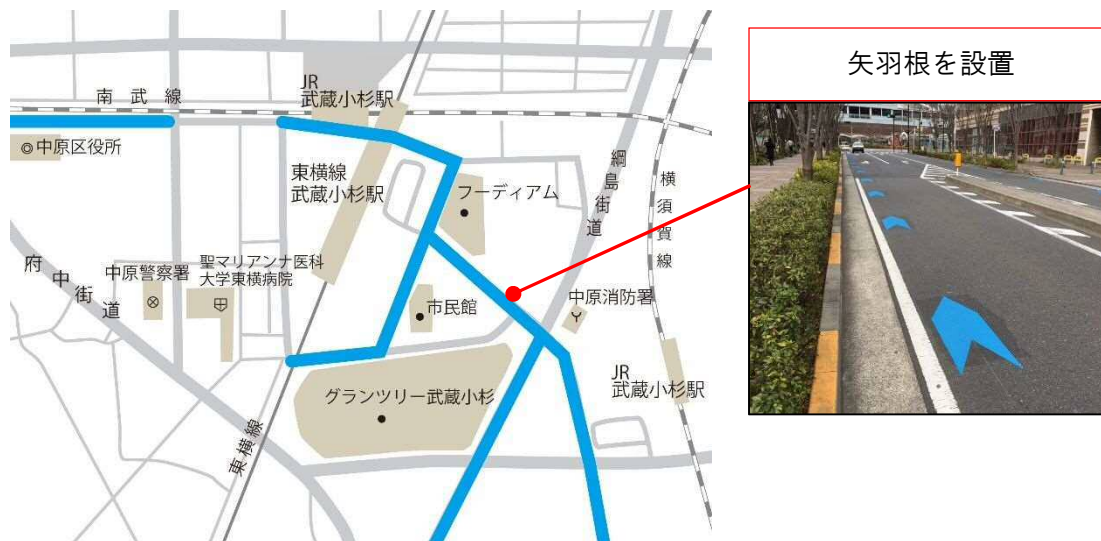 矢羽根を設置
JR
武蔵小杉駅
南武線
中原区役所
東横線
武蔵小杉駅
フーディアム
綱島街道
横須賀線
府中街道
中原警察署
聖マリアンナ医科
大学東横病院
市民館
中原消防署
グランツリー武蔵小杉
JR
武蔵小杉駅
東横線